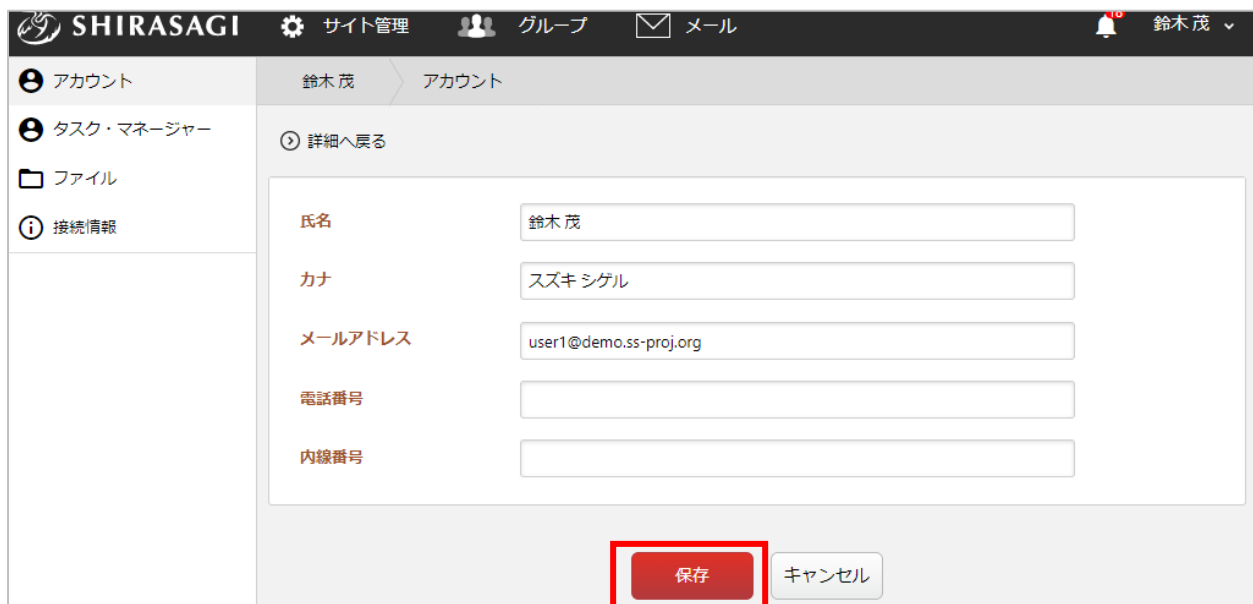 SHIRASAGI サイト管理 グループ メール 鈴木 茂
アカウント
タスク・マネージャー
ファイル
接続情報
鈴木 茂 アカウント
詳細へ戻る
氏名 鈴木 茂
カナ スズキ シゲル
メールアドレス user1@demo.ss-proj.org
電話番号
内線番号
保存 キャンセル